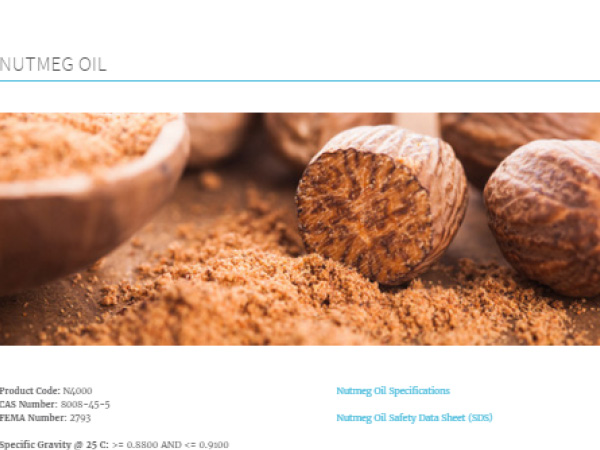 NUTMEG OIL
Product Code: N4000
CAS Number: 8008-45-5
FEMA Number: 2793
Specific Gravity @ 25 C: >= 0.8800 AND <= 0.9100
Nutmeg Oil Specifications
Nutmeg Oil Safety Data Sheet (SDS)